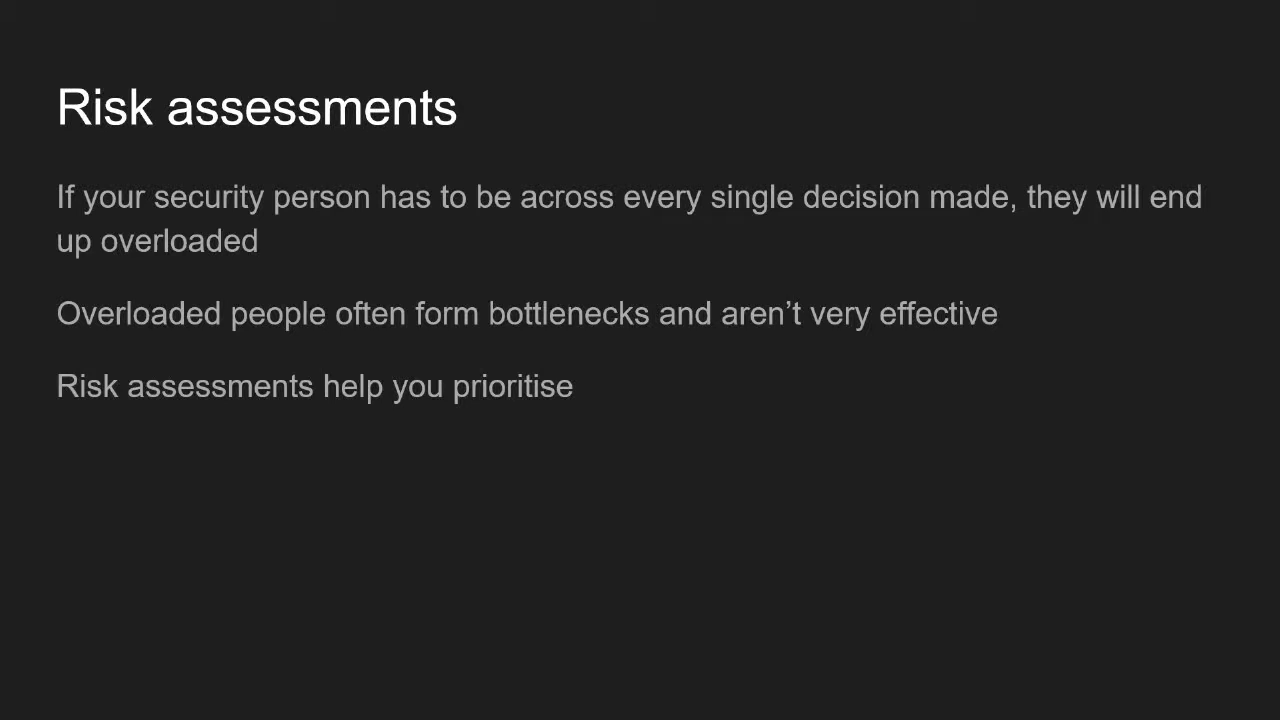 Risk assessments
If your security person has to be across every single decision made, they will end
up overloaded
Overloaded people often form bottlenecks and aren’t very effective
Risk assessments help you prioritise